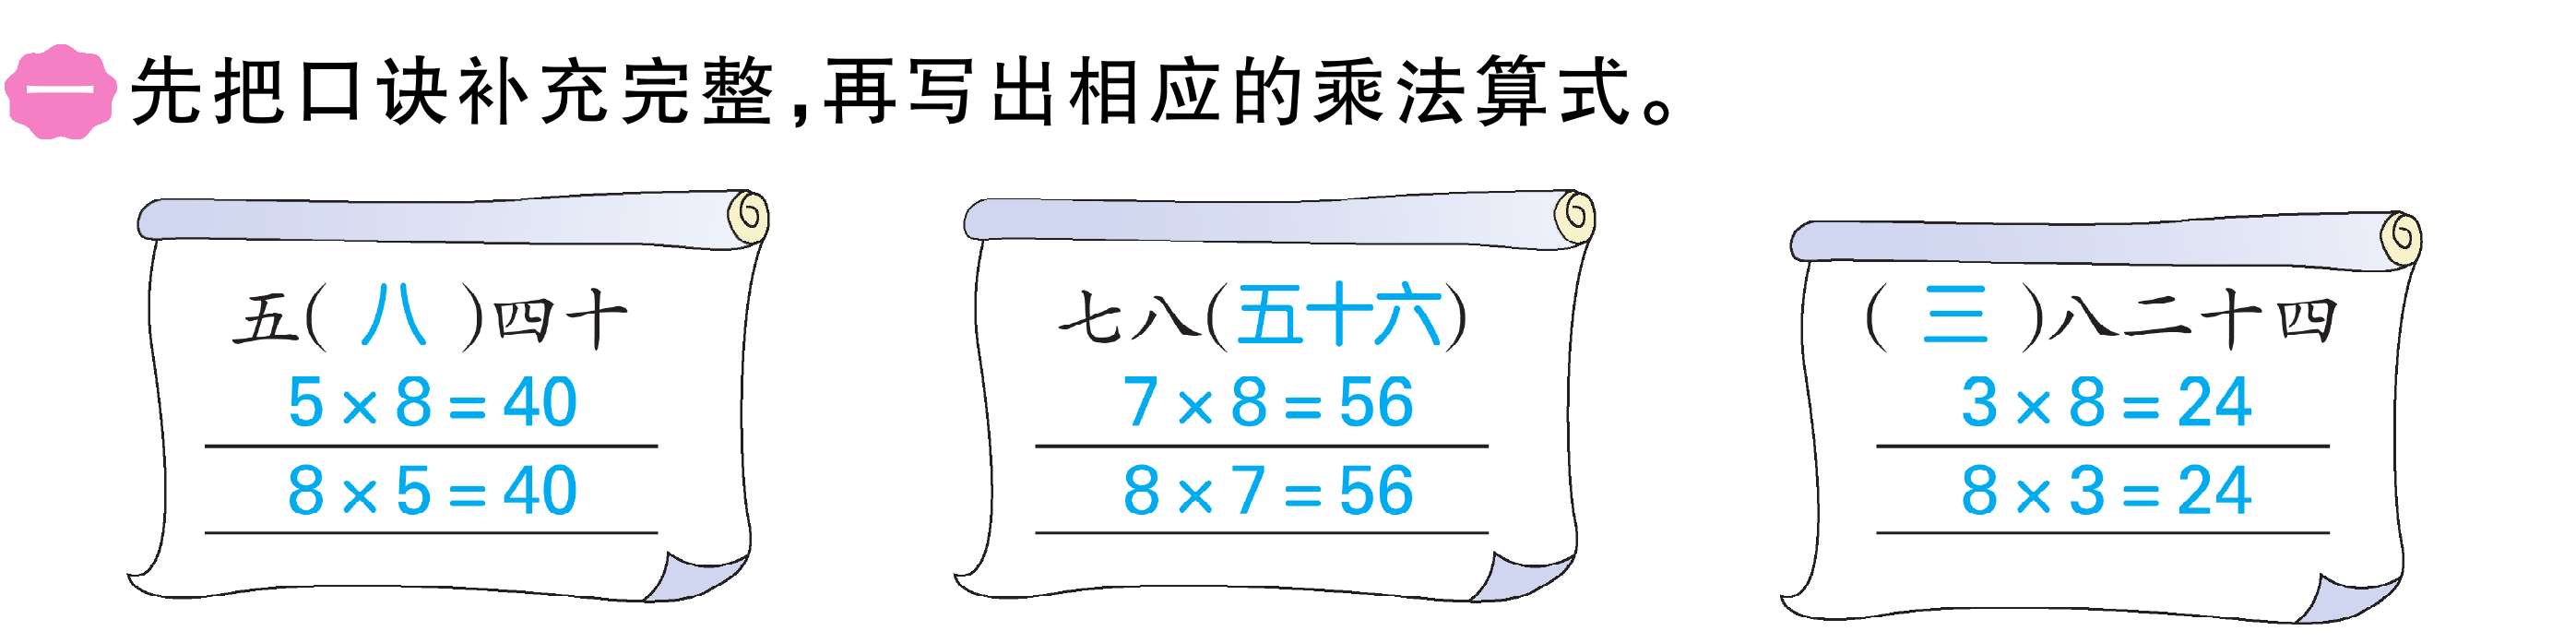 一 先把口诀补充完整,再写出相应的乘法算式。
五( 八 )四十
5×8=40
8×5=40
七八(五十六)
7×8=56
8×7=56
( 三 )八二十四
3×8=24
8×3=24